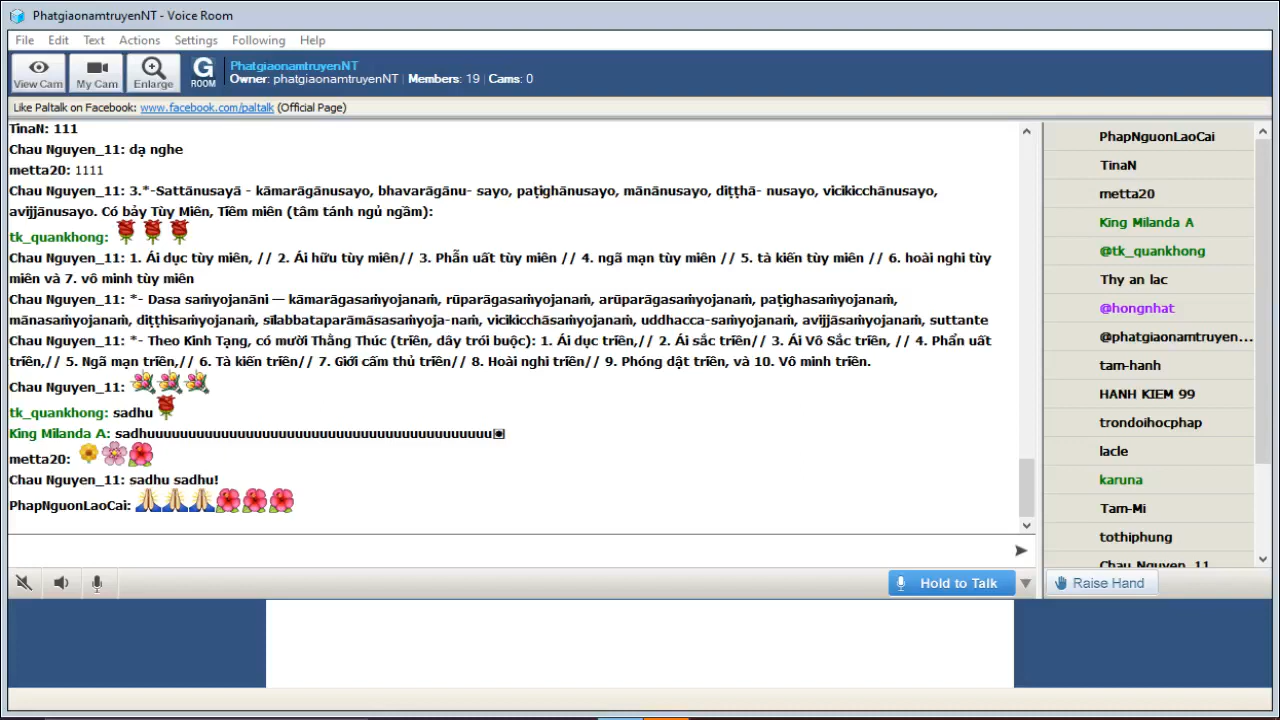 PhatgiaonamtruyenNT - Voice Room
File Edit Text Actions Settings Following Help
View Cam My Cam Enlarge G ROOM
PhatgiaonamtruyenNT
Owner: phatgiaonamtruyenNT Members: 19 Cams: 0
Like Paltalk on Facebook: www.facebook.com/paltalk (Official Page)
TinaN: 111
Chau Nguyen_11: dạ nghe
metta20: 1111
Chau Nguyen_11: 3.*-Sattānusayā - kāmarāgānusayo, bhavarāgānu- sayo, paṭighānusayo, mānānusayo, diṭṭhā- nusayo, vicikicchānusayo,
avijjānusayo. Có bảy Tùy Miên, Tiềm miên (tâm tánh ngủ ngầm):
tk_quankhong:
Chau Nguyen_11: 1. Ái dục tùy miên, // 2. Ái hữu tùy miên// 3. Phẫn uất tùy miên // 4. ngã mạn tùy miên // 5. tà kiến tùy miên // 6. hoài nghi tùy
miên và 7. vô minh tùy miên
Chau Nguyen_11: *- Dasa saṁyojanāni — kāmarāgasaṁyojanaṁ, rūparāgasaṁyojanaṁ, arūparāgasaṁyojanaṁ, paṭighasaṁyojanaṁ,
mānasaṁyojanaṁ, diṭṭhisaṁyojanaṁ, sīlabbataparāmāsasaṁyoja- naṁ, vicikicchāsaṁyojanaṁ, uddhacca-saṁyojanaṁ, avijjāsaṁyojanaṁ, suttante
Chau Nguyen_11: *- Theo Kinh Tạng, có mười Thằng Thúc (triền, dây trói buộc): 1. Ái dục triền,// 2. Ái sắc triền// 3. Ái Vô Sắc triền, // 4. Phẩn uất
triền,// 5. Ngã mạn triền,// 6. Tà kiến triền// 7. Giới cấm thủ triền// 8. Hoài nghi triền// 9. Phóng dật triền, và 10. Vô minh triền.
Chau Nguyen_11:
tk_quankhong: sadhu
King Milanda A: sadhuuuuuuuuuuuuuuuuuuuuuuuuuuuuuuuuuuuuuuuuuu
metta20:
Chau Nguyen_11: sadhu sadhu!
PhapNguonLaoCai:
Hold to Talk
PhapNguonLaoCai
TinaN
metta20
King Milanda A
@tk_quankhong
Thy an lac
@hongnhat
@phatgiaonamtruyen...
tam-hanh
HANH KIEM 99
trondoihocphap
lacle
karuna
Tam-Mi
tothiphung
Chau Nguyen_11
Raise Hand